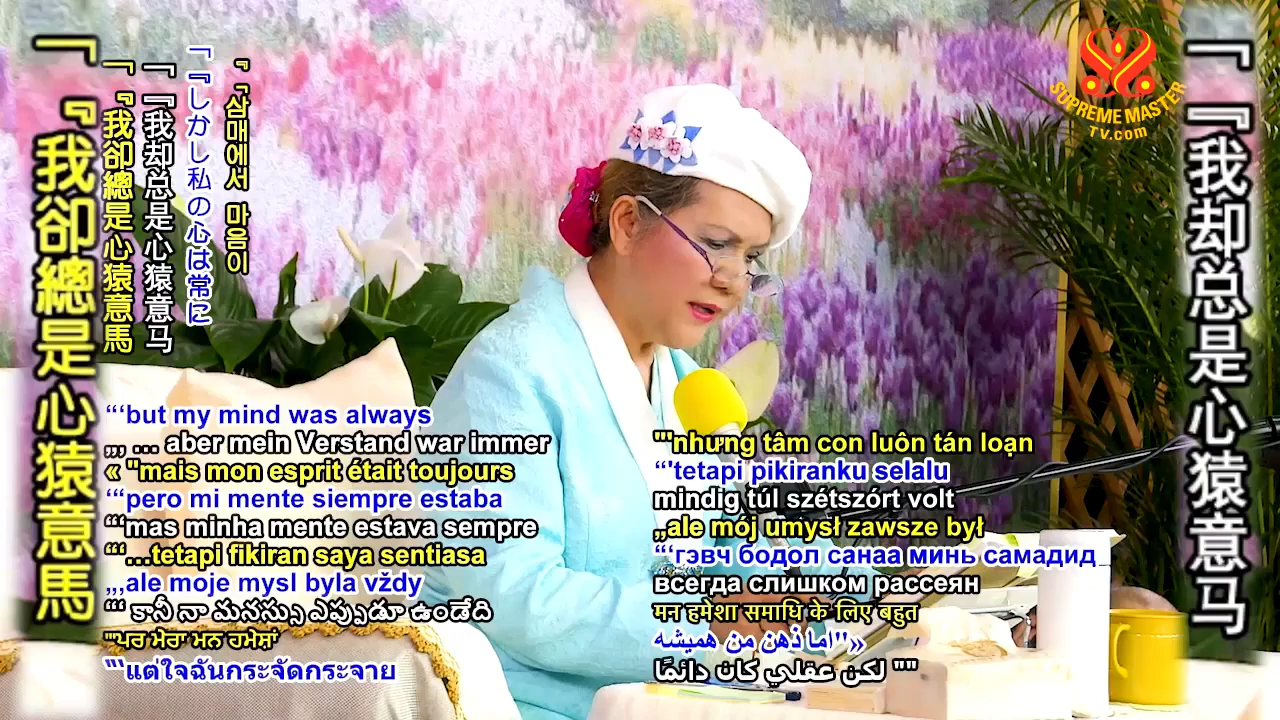 「『我卻總是心猿意馬
「『我卻總是心猿意馬
「『我却总是心猿意马
「『しかし私の心は常に
『「삼매에서 마음이
SUPREME MASTER
TV.com
「『我却总是心猿意马
“‘but my mind was always
„‚ ... aber mein Verstand war immer
« "mais mon esprit était toujours
“‘pero mi mente siempre estaba
“‘mas minha mente estava sempre
“‘...tetapi fikiran saya sentiasa
„‚ale moje mysl byla vždy
“‘ కానీ నా మనస్సు ఎప్పుడూ ఉండేది
"'ਪਰ ਮੇਰਾ ਮਨ ਹਮੇਸ਼ਾਂ
“‘แต่ใจฉันกระจัดกระจาย
"'nhưng tâm con luôn tán loạn
“'tetapi pikiranku selalu
mindig túl szétszórt volt
„ale mój umysł zawsze był
“‘гэвч бодол санаа минь самадид
всегда слишком рассеян
मन हमेशा समाधि के लिए बहुत
«"اما ذهن من همیشه
"" لكن عقلي كان دائمًا